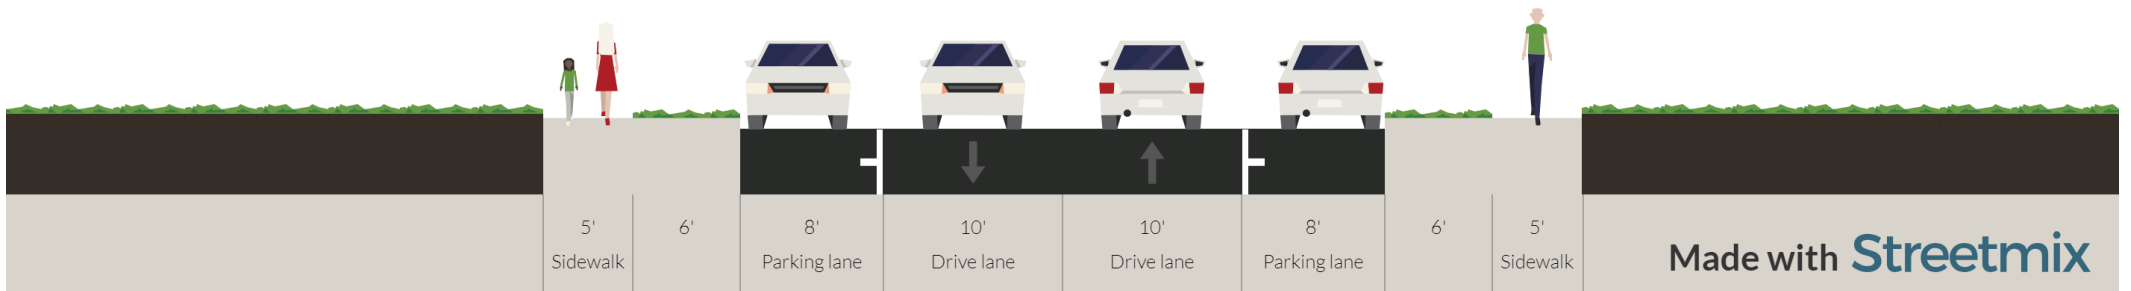 5' 6' 8' 10' 10' 8' 6' 5'
Sidewalk Parking lane Drive lane Drive lane Parking lane Sidewalk
Made with Streetmix